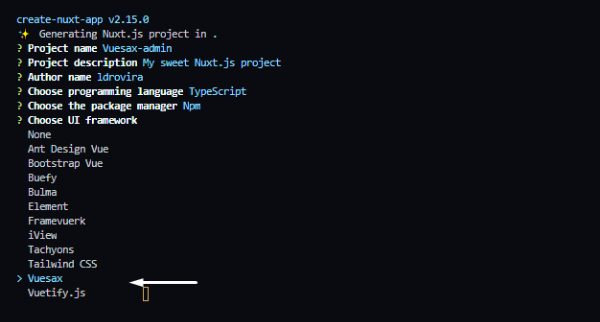 create-nuxt-app v2.15.0
✨ Generating Nuxt.js project in .
? Project name Vuesax-admin
? Project description My sweet Nuxt.js project
? Author name ldrovira
? Choose programming language TypeScript
? Choose the package manager Npm
? Choose UI framework
None
Ant Design Vue
Bootstrap Vue
Buefy
Bulma
Element
Framevuerk
iView
Tachyons
Tailwind CSS
> Vuesax
Vuetify.js